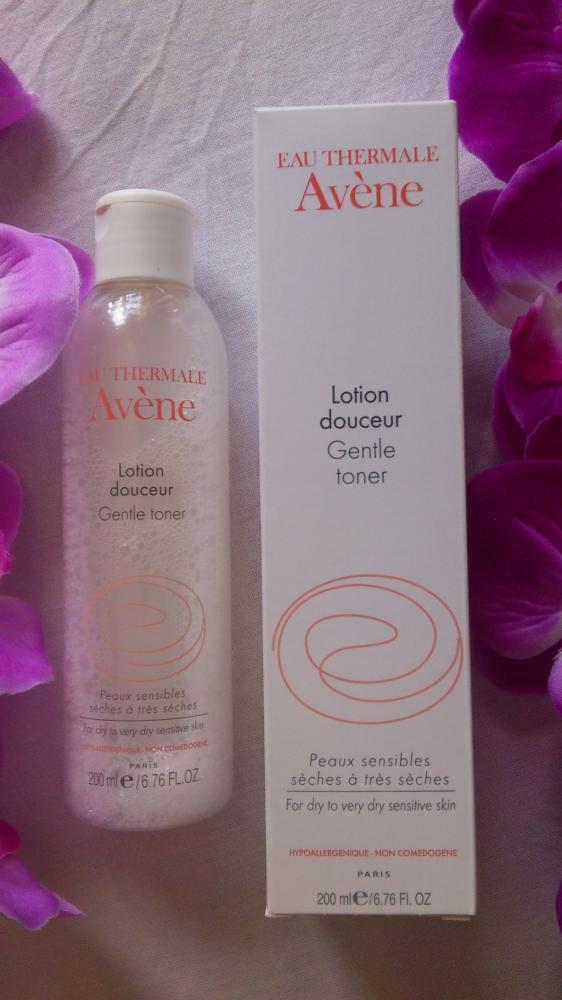 EAU THERMALE
Avène
Lotion
douceur
Gentle toner
Peaux sensibles
sèches à très sèches
For dry to very dry sensitive skin
HYPOALLERGENIQUE - NON COMEDOGENE
PARIS
200 ml e/6.76 FL.OZ.
EAU THERMALE
Avène
Lotion
douceur
Gentle
toner
Peaux sensibles
sèches à très sèches
For dry to very dry sensitive skin
HYPOALLERGENIQUE - NON COMEDOGENE
PARIS
200 ml e/6.76 Fl. OZ